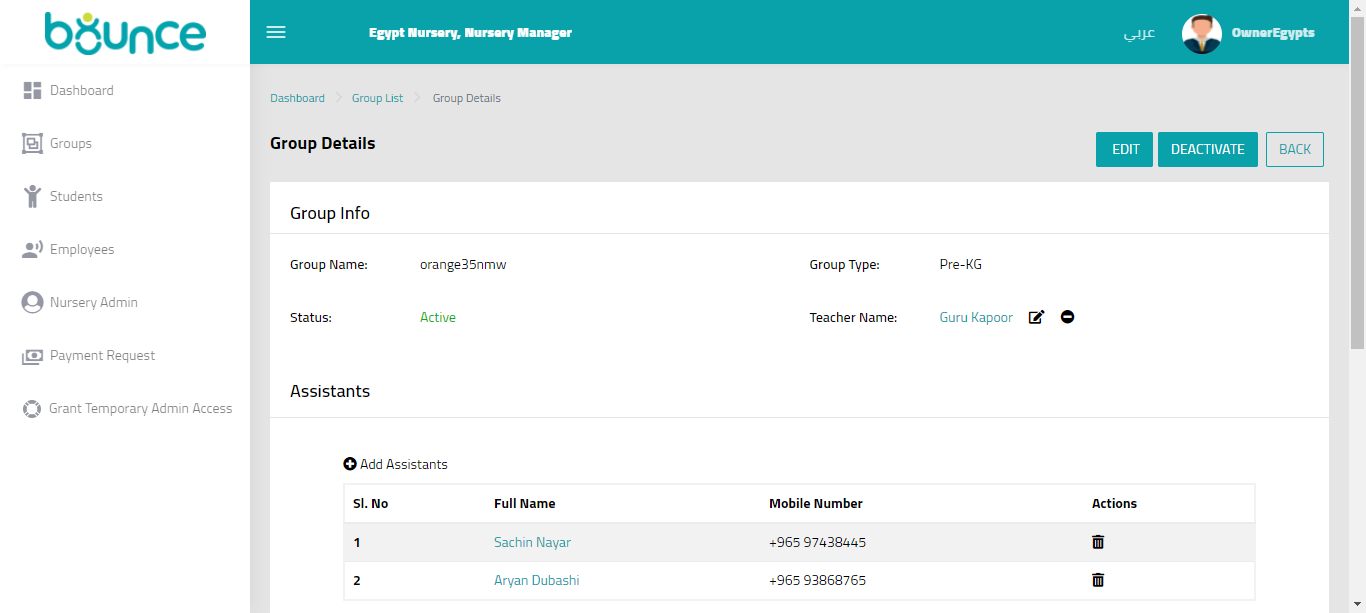 bounce
Egypt Nursery, Nursery Manager
عربي
OwnerEgypts
Dashboard
Groups
Students
Employees
Nursery Admin
Payment Request
Grant Temporary Admin Access
Dashboard Group List Group Details
Group Details
EDIT DEACTIVATE BACK
Group Info
Group Name: orange35nmw Group Type: Pre-KG
Status: Active Teacher Name: Guru Kapoor
Assistants
Add Assistants
Sl. No Full Name Mobile Number Actions
1 Sachin Nayar +965 97438445
2 Aryan Dubashi +965 93868765